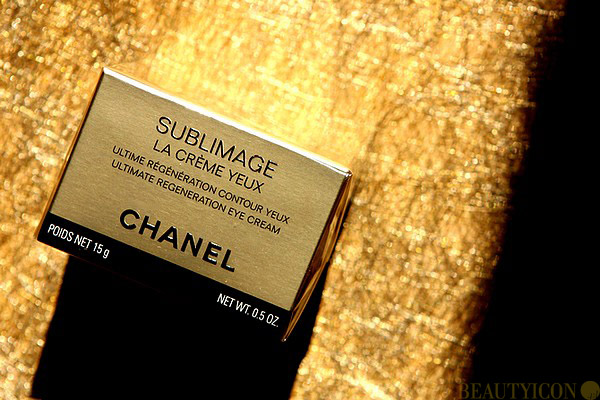 SUBLIMAGE
LA CRÈME YEUX
ULTIME RÉGÉNÉRATION CONTOUR YEUX
ULTIMATE REGENERATION EYE CREAM
CHANEL
POIDS NET 15 g
NET WT. 0.5 OZ.
BEAUTYICON